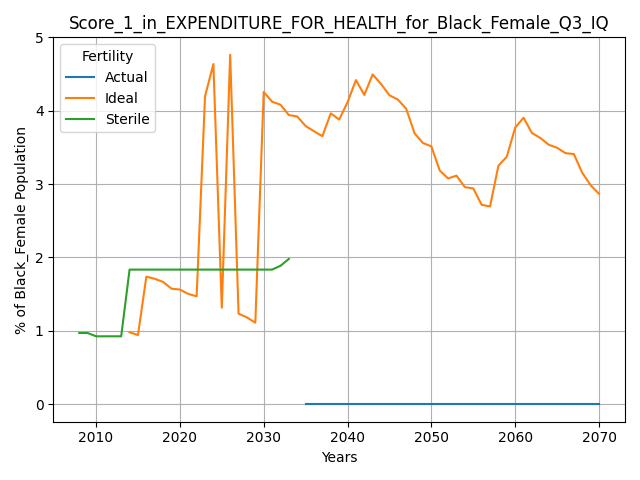 Score_1_in_EXPENDITURE_FOR_HEALTH_for_Black_Female_Q3_IQ
% of Black_Female Population
5
4
3
2
1
0
Fertility
Actual
Ideal
Sterile
2010 2020 2030 2040 2050 2060 2070
Years